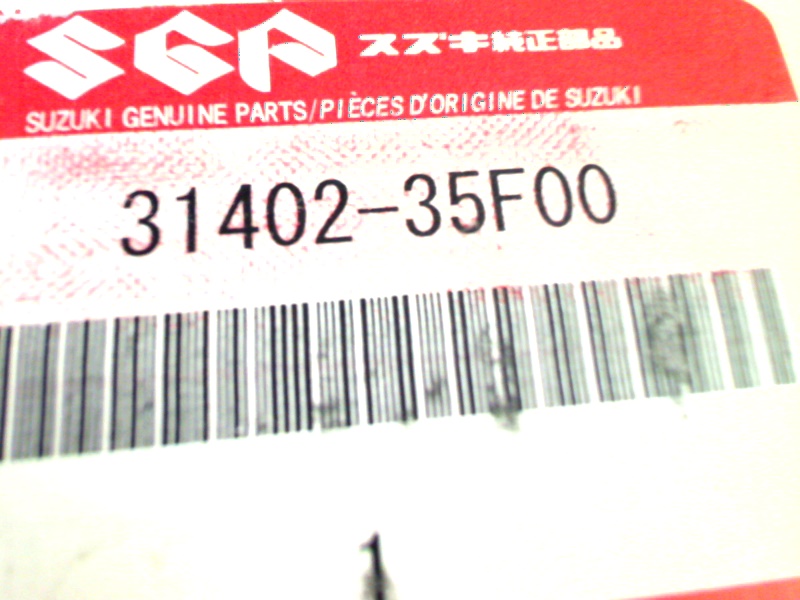 SGP スズキ純正部品
SUZUKI GENUINE PARTS/PIÈCES D'ORIGINE DE SUZUKI
31402-35F00
1